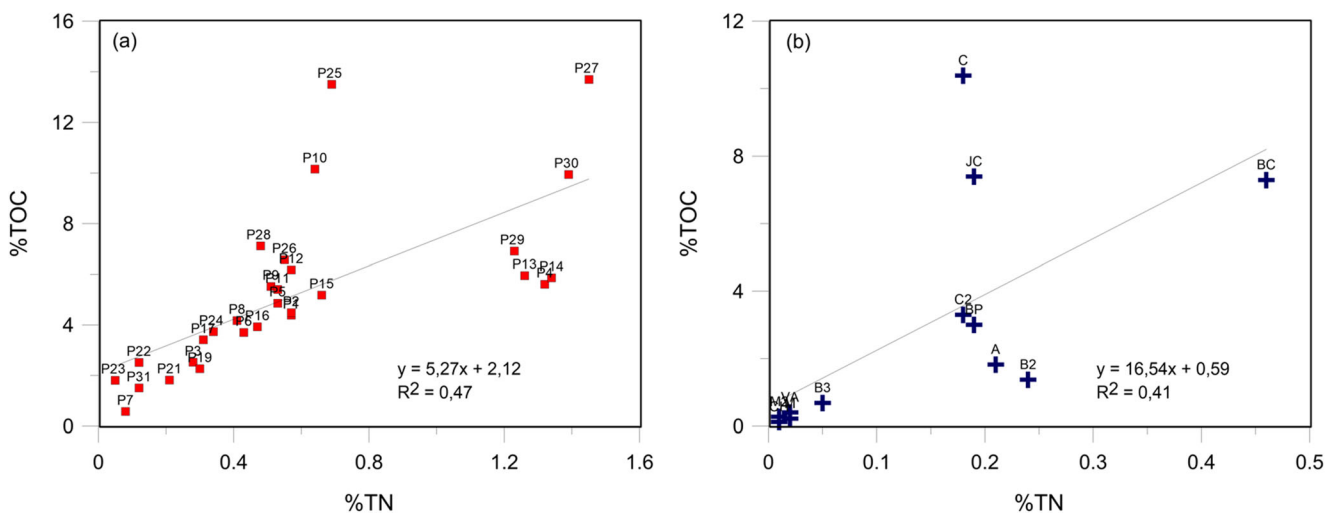 (a)
%TOC
16
12
8
4
0
P27
P25
P10
P30
P28
P26
P12
P29
P13
P14
P4
P9
P11
P5
P15
P2
P8
P16
P24
P6
P17
P3
P19
P22
P23
P31
P21
P7
y = 5,27x + 2,12
R2 = 0,47
0
0.4
0.8
1.2
1.6
%TN
(b)
%TOC
12
8
4
0
C
JC
BC
C2
BP
A
B2
B3
VA
y = 16,54x + 0,59
R2 = 0,41
0
0.1
0.2
0.3
0.4
0.5
%TN